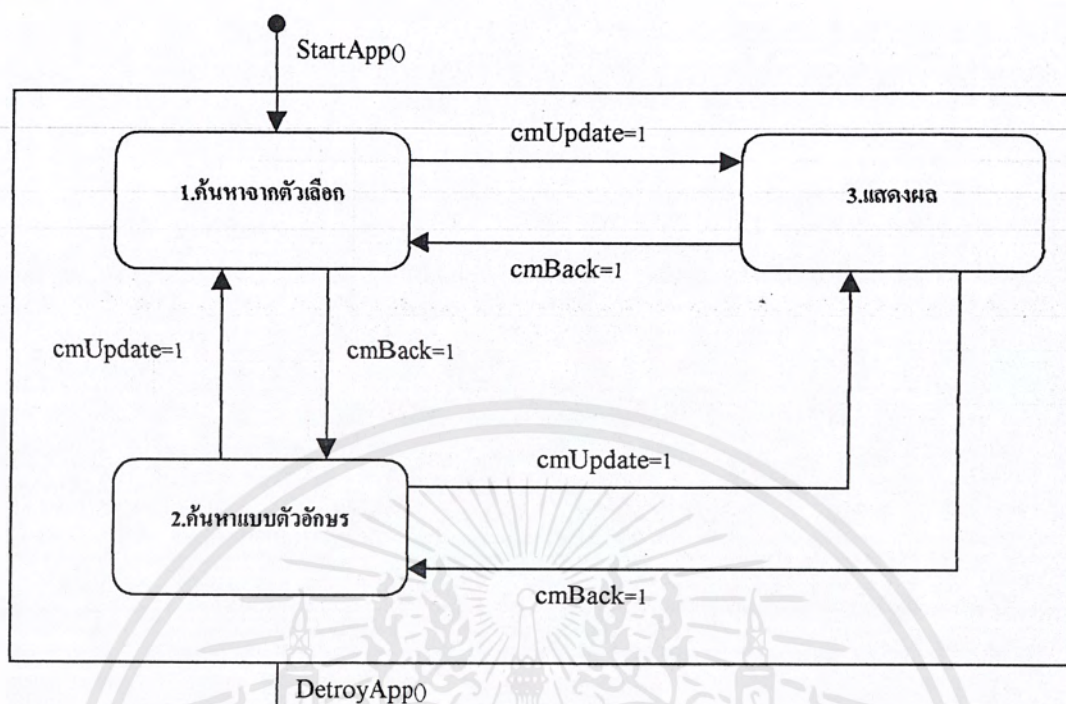 StartApp()
cmUpdate=1
1.ค้นหาจากตัวเลือก
3.แสดงผล
cmBack=1
cmUpdate=1
cmBack=1
cmUpdate=1
2.ค้นหาแบบตัวอักษร
cmBack=1
DetroyApp()